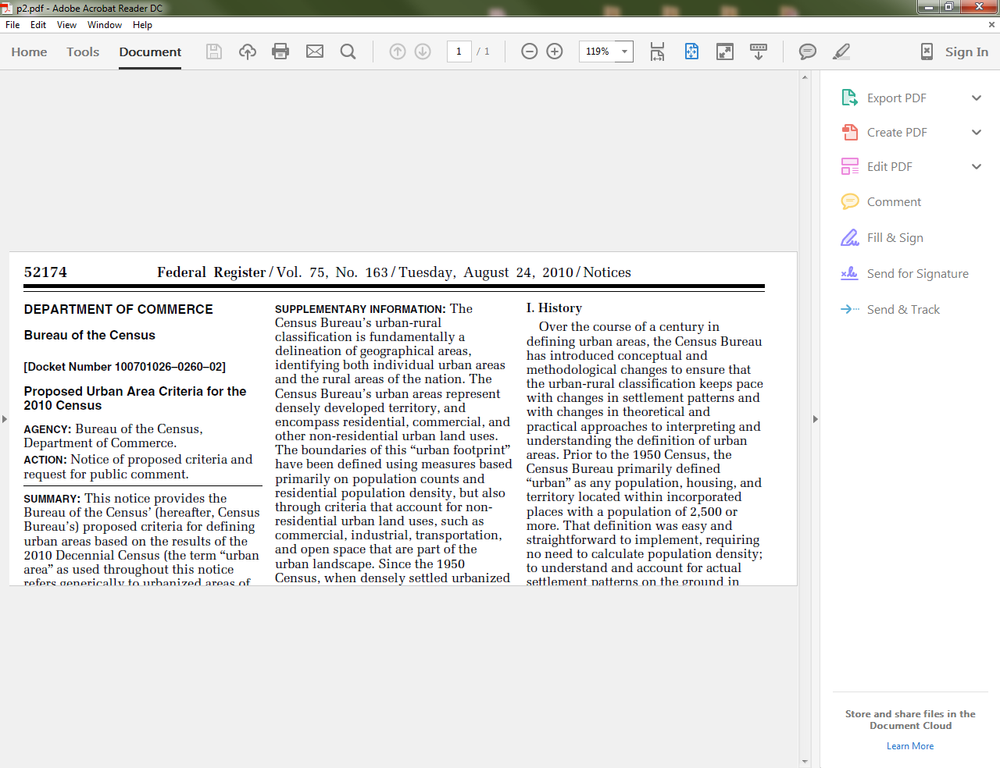 p2.pdf - Adobe Acrobat Reader DC
File Edit View Window Help
Home Tools Document 1 / 1 119% Sign In
52174 Federal Register / Vol. 75, No. 163 / Tuesday, August 24, 2010 / Notices
DEPARTMENT OF COMMERCE
Bureau of the Census
[Docket Number 100701026–0260–02]
Proposed Urban Area Criteria for the
2010 Census
AGENCY: Bureau of the Census,
Department of Commerce.
ACTION: Notice of proposed criteria and
request for public comment.
SUMMARY: This notice provides the
Bureau of the Census’ (hereafter, Census
Bureau’s) proposed criteria for defining
urban areas based on the results of the
2010 Decennial Census (the term “urban
area” as used throughout this notice
refers generically to urbanized areas of
SUPPLEMENTARY INFORMATION: The
Census Bureau’s urban-rural
classification is fundamentally a
delineation of geographical areas,
identifying both individual urban areas
and the rural areas of the nation. The
Census Bureau’s urban areas represent
densely developed territory, and
encompass residential, commercial, and
other non-residential urban land uses.
The boundaries of this “urban footprint”
have been defined using measures based
primarily on population counts and
residential population density, but also
through criteria that account for non-
residential urban land uses, such as
commercial, industrial, transportation,
and open space that are part of the
urban landscape. Since the 1950
Census, when densely settled urbanized
I. History
Over the course of a century in
defining urban areas, the Census Bureau
has introduced conceptual and
methodological changes to ensure that
the urban-rural classification keeps pace
with changes in settlement patterns and
with changes in theoretical and
practical approaches to interpreting and
understanding the definition of urban
areas. Prior to the 1950 Census, the
Census Bureau primarily defined
“urban” as any population, housing, and
territory located within incorporated
places with a population of 2,500 or
more. That definition was easy and
straightforward to implement, requiring
no need to calculate population density;
to understand and account for actual
settlement patterns on the ground in
Export PDF
Create PDF
Edit PDF
Comment
Fill & Sign
Send for Signature
Send & Track
Store and share files in the
Document Cloud
Learn More